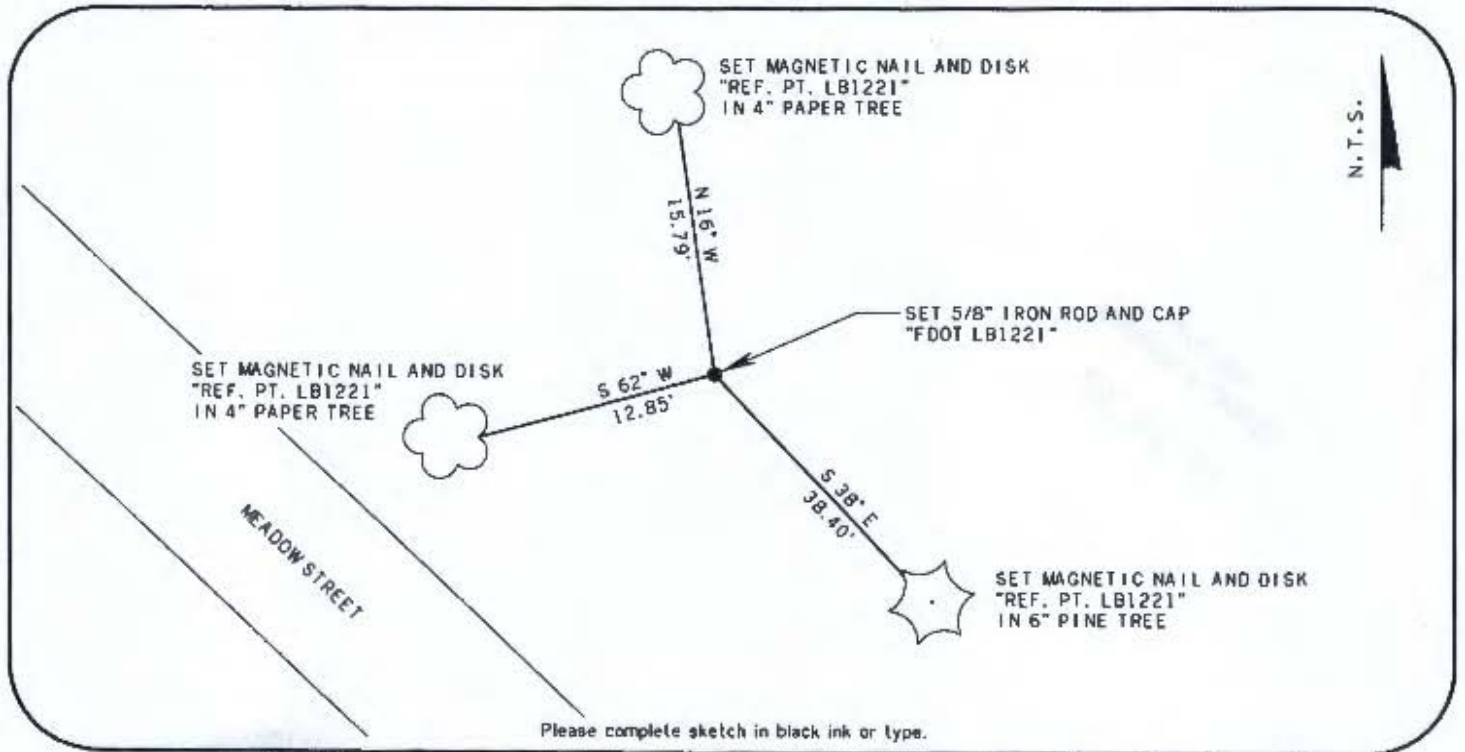 SET MAGNETIC NAIL AND DISK
"REF. PT. LB1221"
IN 4" PAPER TREE
N.T.S.
N 16° W
15.79'
SET 5/8" IRON ROD AND CAP
"FDOT LB1221"
SET MAGNETIC NAIL AND DISK
"REF. PT. LB1221"
IN 4" PAPER TREE
S 62° W
12.85'
S 38° E
38.40'
MEADOW STREET
SET MAGNETIC NAIL AND DISK
"REF. PT. LB1221"
IN 6" PINE TREE
Please complete sketch in black ink or type.